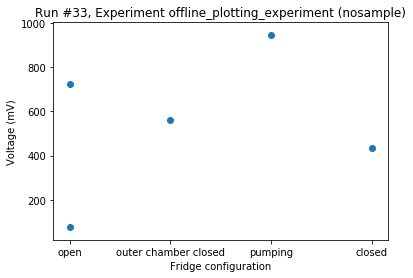 Run #33, Experiment offline_plotting_experiment (nosample)
1000
800
600
400
200
Voltage (mV)
open
outer chamber closed
pumping
closed
Fridge configuration